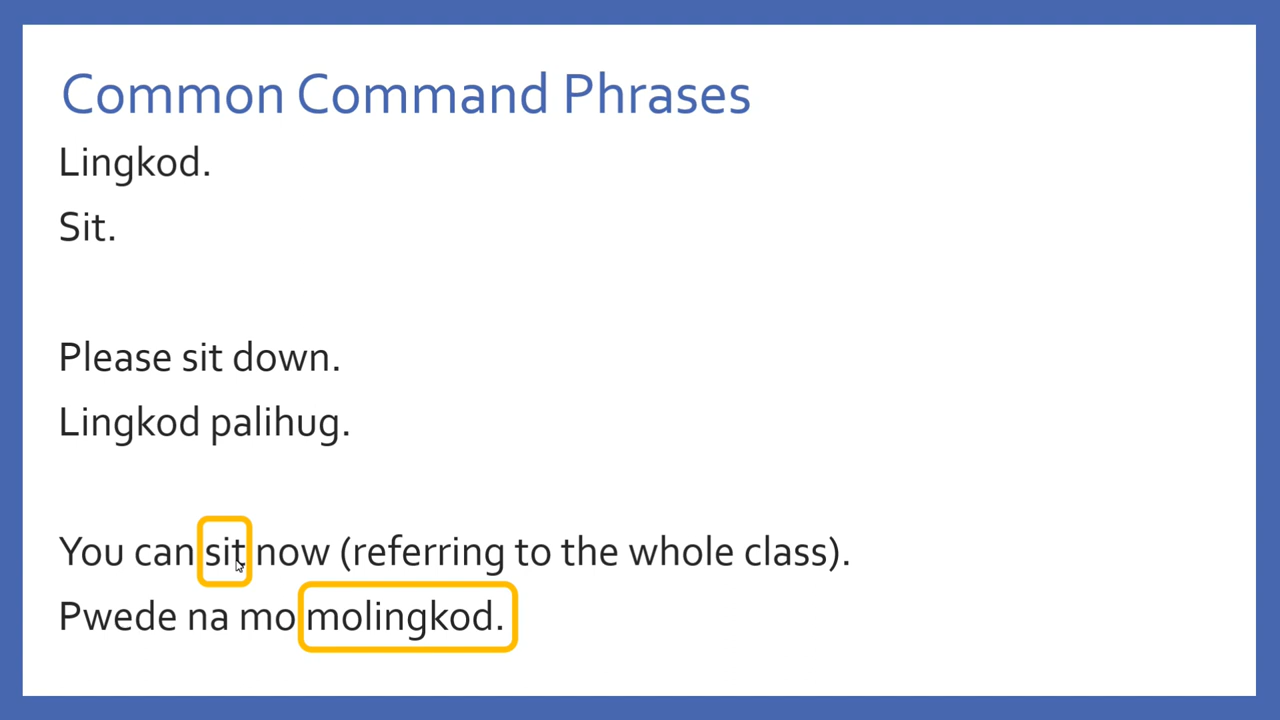 Common Command Phrases
Lingkod.
Sit.
Please sit down.
Lingkod palihug.
You can sit now (referring to the whole class).
Pwede na mo molingkod.